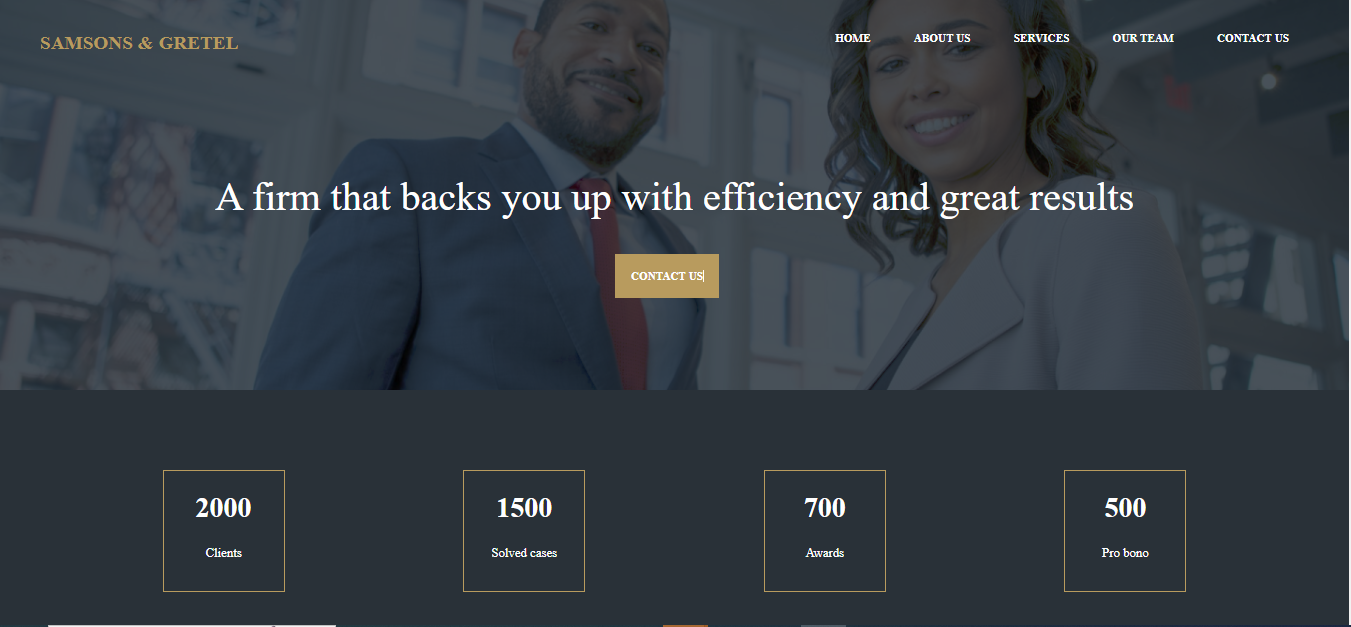 SAMSONS & GRETEL
HOME ABOUT US SERVICES OUR TEAM CONTACT US
A firm that backs you up with efficiency and great results
CONTACT US
2000 1500 700 500
Clients Solved cases Awards Pro bono